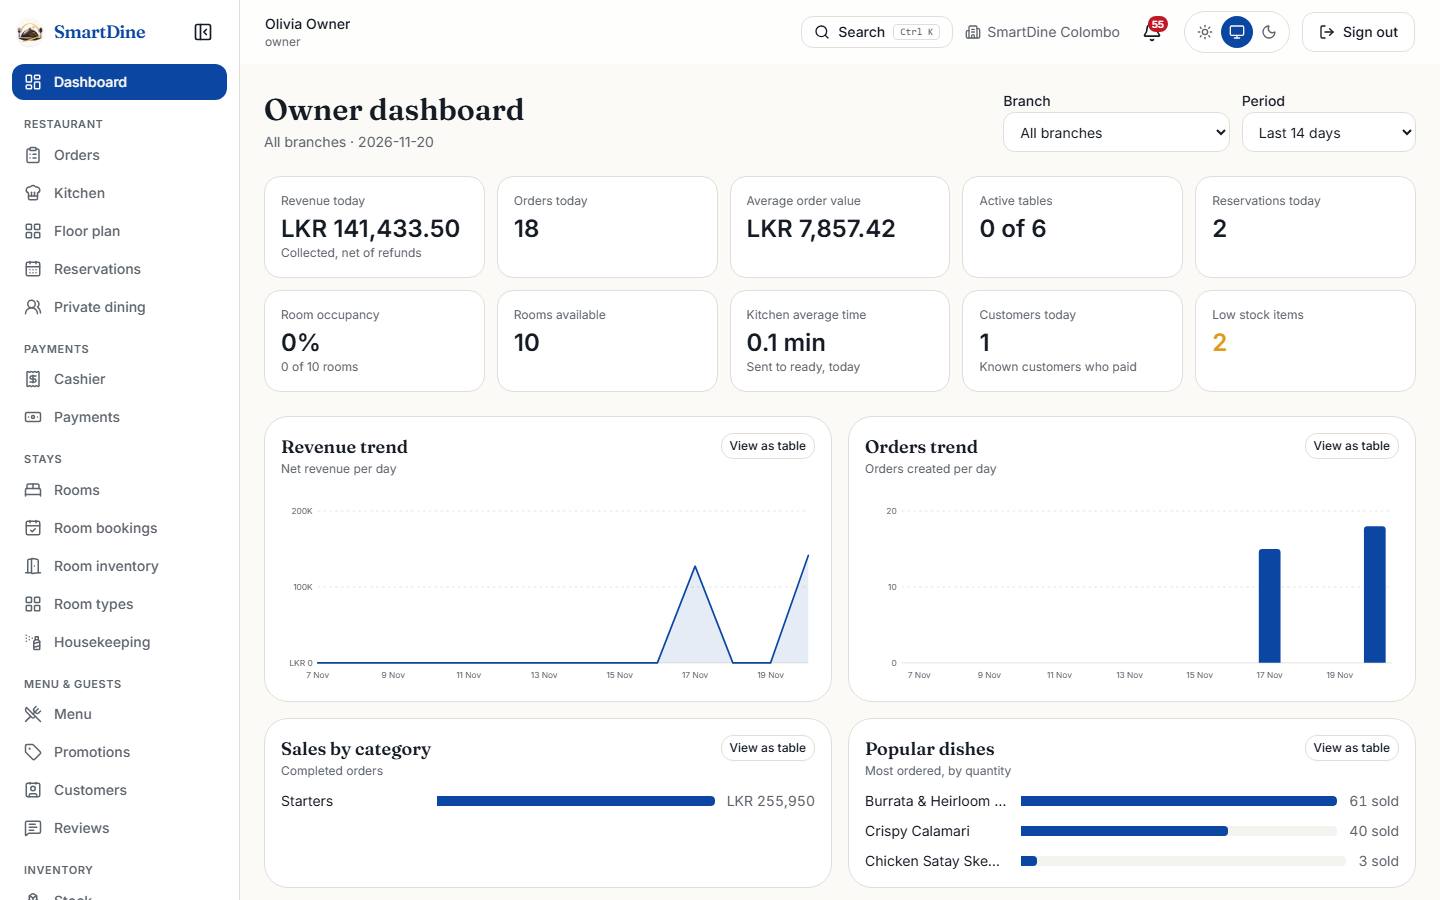 SmartDine
Olivia Owner
owner
Search Ctrl K
SmartDine Colombo
55
Sign out
Dashboard
RESTAURANT
Orders
Kitchen
Floor plan
Reservations
Private dining
PAYMENTS
Cashier
Payments
STAYS
Rooms
Room bookings
Room inventory
Room types
Housekeeping
MENU & GUESTS
Menu
Promotions
Customers
Reviews
INVENTORY
Stock
Owner dashboard
All branches · 2026-11-20
Branch
All branches
Period
Last 14 days
Revenue today
LKR 141,433.50
Collected, net of refunds
Orders today
18
Average order value
LKR 7,857.42
Active tables
0 of 6
Reservations today
2
Room occupancy
0%
0 of 10 rooms
Rooms available
10
Kitchen average time
0.1 min
Sent to ready, today
Customers today
1
Known customers who paid
Low stock items
2
Revenue trend
View as table
Net revenue per day
200K
100K
LKR 0
7 Nov 9 Nov 11 Nov 13 Nov 15 Nov 17 Nov 19 Nov
Orders trend
View as table
Orders created per day
20
10
0
7 Nov 9 Nov 11 Nov 13 Nov 15 Nov 17 Nov 19 Nov
Sales by category
View as table
Completed orders
Starters LKR 255,950
Popular dishes
View as table
Most ordered, by quantity
Burrata & Heirloom ... 61 sold
Crispy Calamari 40 sold
Chicken Satay Ske... 3 sold